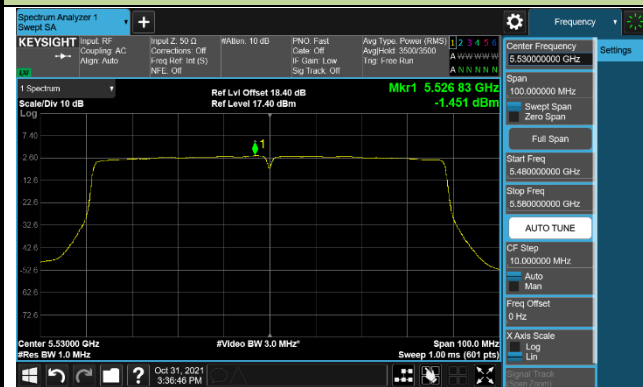 Spectrum Analyzer 1
Swept SA
Frequency
KEYSIGHT
Input: RF
Coupling: AC
Align: Auto
Input Z: 50 Ω
Corrections: Off
Freq Ref: Int (S)
NFE: Off
#Atten: 10 dB
PNO: Fast
Gate: Off
IF Gain: Low
Sig Track: Off
Avg Type: Power (RMS)
Avg|Hold: 3500/3500
Trig: Free Run
1 2 3 4 5 6
A W W W W W
A N N N N N
1 Spectrum
Scale/Div 10 dB
Log
Ref Lvl Offset 18.40 dB
Ref Level 17.40 dBm
Mkr1 5.526 83 GHz
-1.451 dBm
1
7.40
-2.60
-12.6
-22.6
-32.6
-42.6
-52.6
-62.6
-72.6
Center 5.53000 GHz
#Res BW 1.0 MHz
#Video BW 3.0 MHz*
Span 100.0 MHz
Sweep 1.00 ms (601 pts)
Center Frequency
5.530000000 GHz
Settings
Span
100.000000 MHz
Swept Span
Zero Span
Full Span
Start Freq
5.480000000 GHz
Stop Freq
5.580000000 GHz
AUTO TUNE
CF Step
10.000000 MHz
Auto
Man
Freq Offset
0 Hz
X Axis Scale
Log
Lin
Signal Track
(Span Zoom)
?
Oct 31, 2021
3:36:46 PM